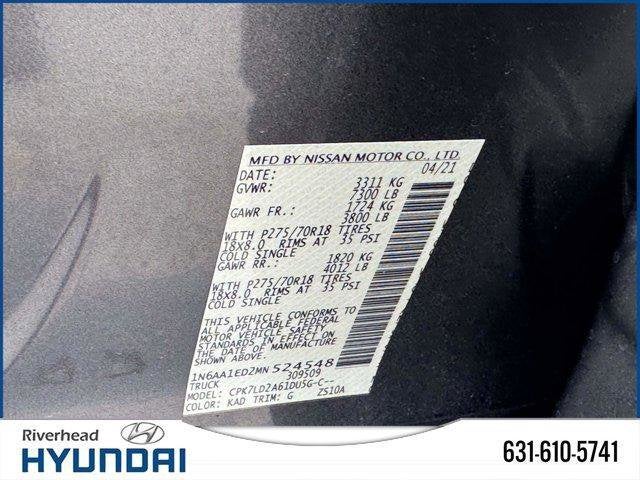 MFD BY NISSAN MOTOR CO., LTD.
DATE: 04/21
GVWR: 3311 KG
7300 LB
GAWR FR.: 1724 KG
3800 LB
WITH P275/70R18 TIRES
18X8.0 RIMS AT 35 PSI
COLD SINGLE
GAWR RR.: 1820 KG
4012 LB
WITH P275/70R18 TIRES
18X8.0 RIMS AT 35 PSI
COLD SINGLE
THIS VEHICLE CONFORMS TO
ALL APPLICABLE FEDERAL
MOTOR VEHICLE SAFETY
STANDARDS IN EFFECT ON
THE DATE OF MANUFACTURE
SHOWN ABOVE.
1N6AA1ED2MN524548
309509
TRUCK CPK7LD2A61DU5G-C--
COLOR: KAD TRIM: G ZS10A
Riverhead
HYUNDAI
631-610-5741